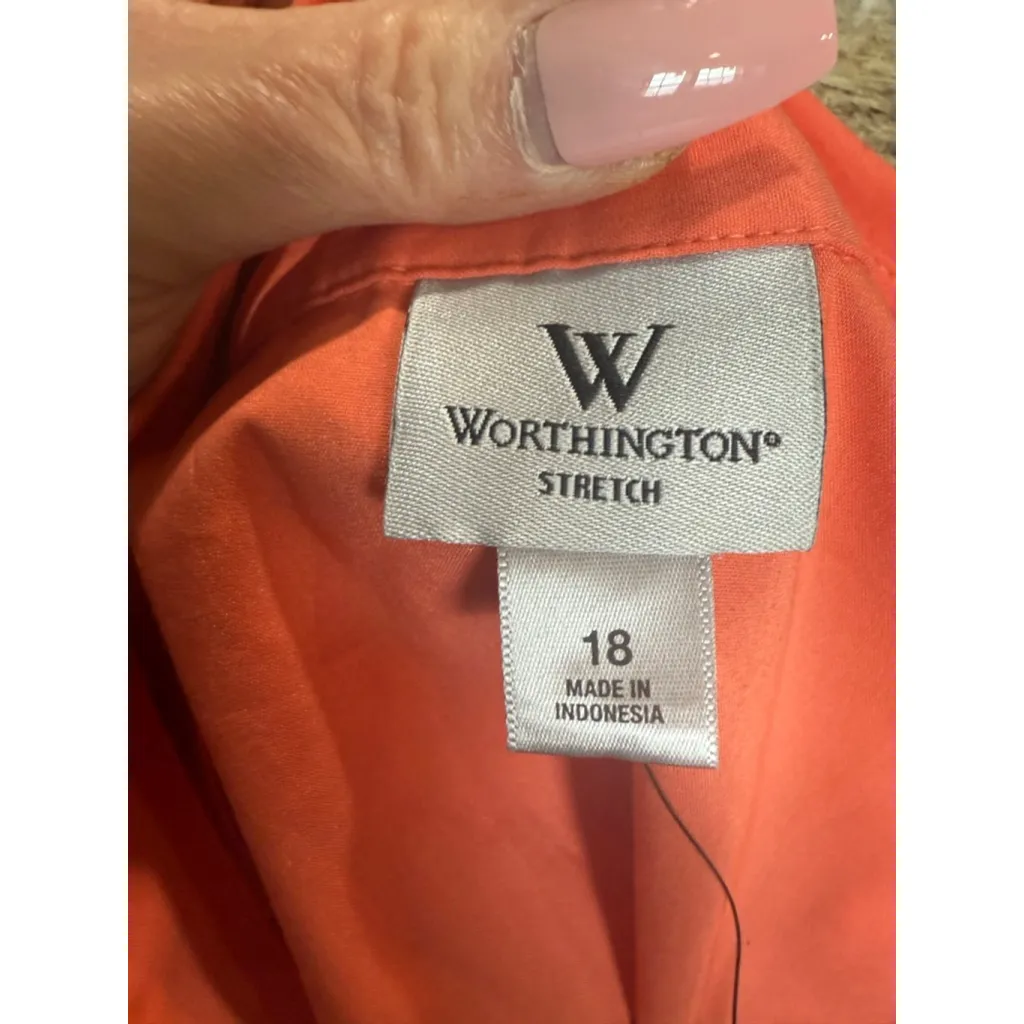 W
WORTHINGTON®
STRETCH
18
MADE IN
INDONESIA